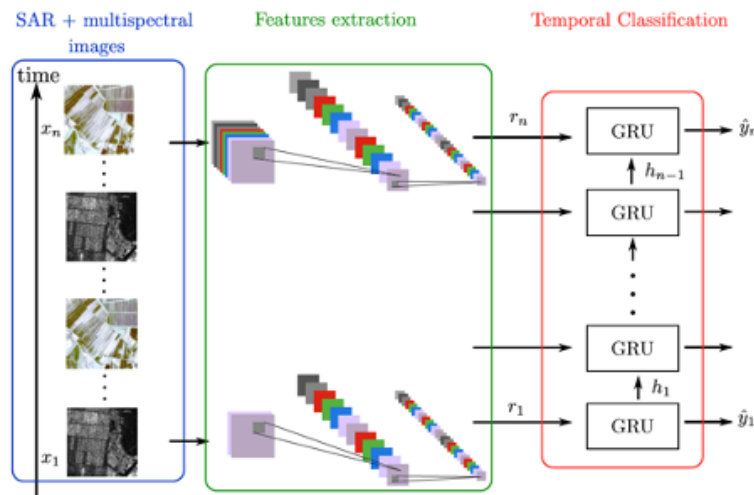 SAR + multispectral
images
Features extraction
Temporal Classification
time
xₙ
x₁
rₙ
r₁
GRU
hₙ₋₁
GRU
GRU
h₁
GRU
ŷ₁